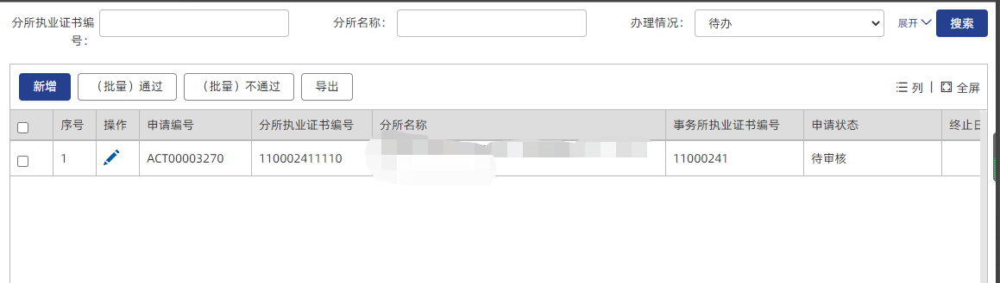 分所执业证书编号：
分所名称：
办理情况：
待办
展开
搜索
新增
（批量）通过
（批量）不通过
导出
列
全屏
序号
操作
申请编号
分所执业证书编号
分所名称
事务所执业证书编号
申请状态
终止日
1
ACT00003270
110002411110
11000241
待审核